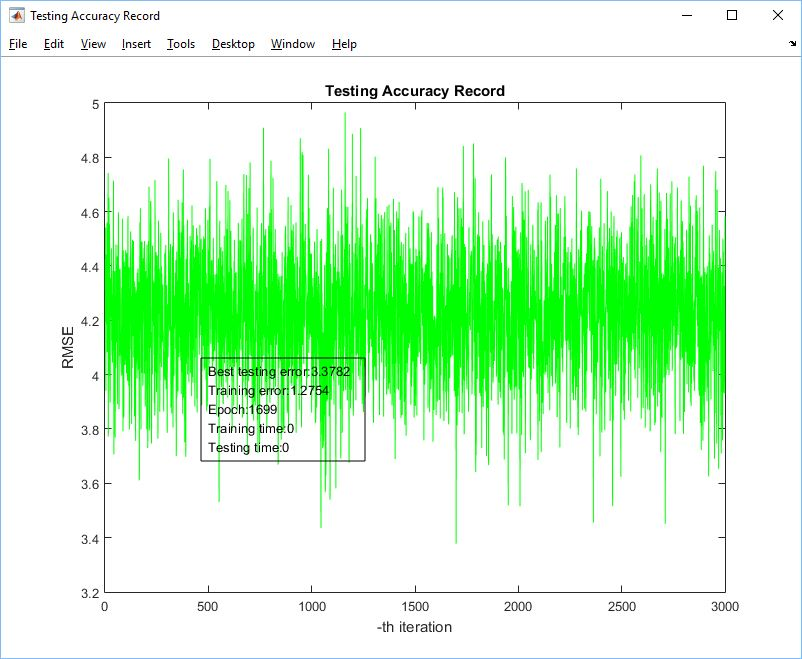 Testing Accuracy Record
File Edit View Insert Tools Desktop Window Help
Testing Accuracy Record
5
4.8
4.6
4.4
4.2
4
3.8
3.6
3.4
3.2
RMSE
Best testing error:3.3782
Training error:1.2754
Epoch:1699
Training time:0
Testing time:0
0 500 1000 1500 2000 2500 3000
-th iteration